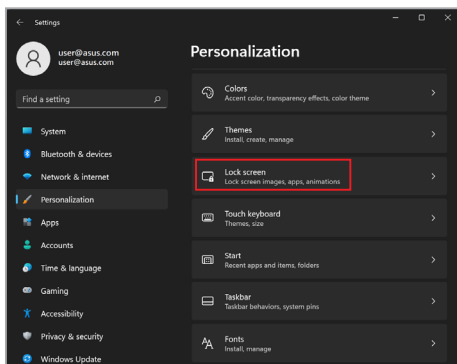 Settings
user@asus.com
user@asus.com
Find a setting
System
Bluetooth & devices
Network & internet
Personalization
Apps
Accounts
Time & language
Gaming
Accessibility
Privacy & security
Windows Update
Personalization
Colors
Accent color, transparency effects, color theme
Themes
Install, create, manage
Lock screen
Lock screen images, apps, animations
Touch keyboard
Themes, size
Start
Recent apps and items, folders
Taskbar
Taskbar behaviors, system pins
Fonts
Install, manage